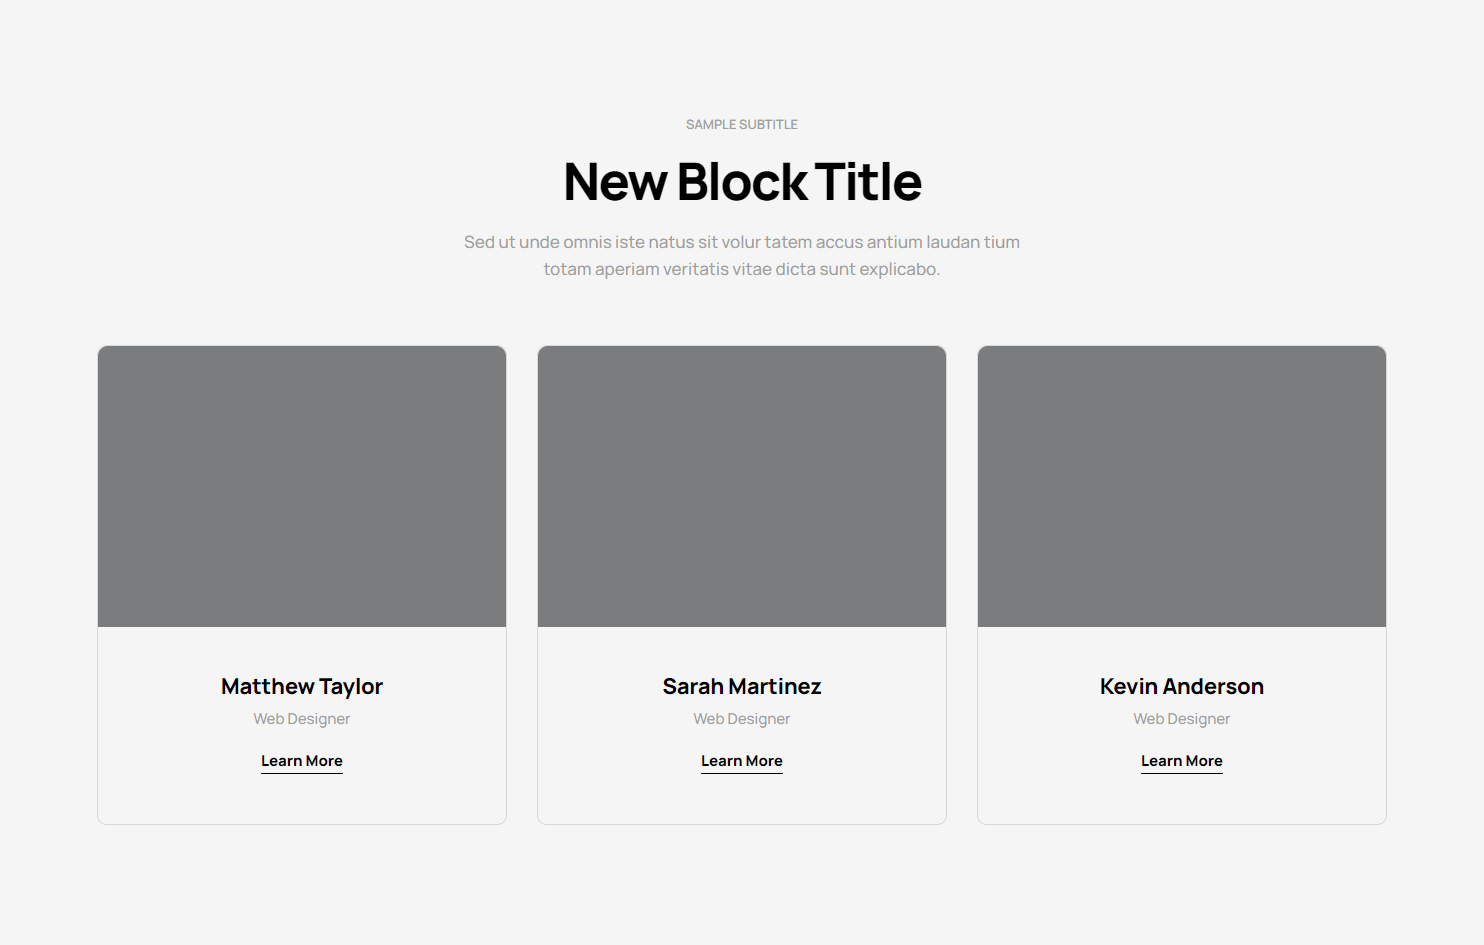 SAMPLE SUBTITLE
New Block Title
Sed ut unde omnis iste natus sit volur tatem accus antium laudan tium
totam aperiam veritatis vitae dicta sunt explicabo.
Matthew Taylor
Web Designer
Learn More
Sarah Martinez
Web Designer
Learn More
Kevin Anderson
Web Designer
Learn More